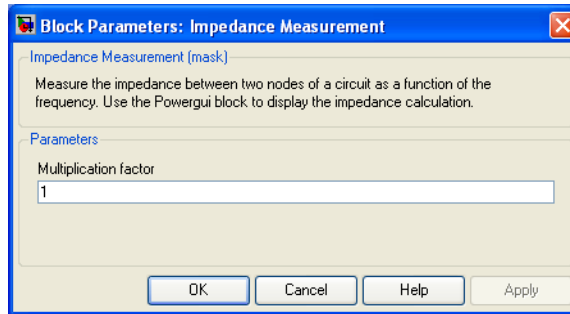 Block Parameters: Impedance Measurement
Impedance Measurement (mask)
Measure the impedance between two nodes of a circuit as a function of the
frequency. Use the Powergui block to display the impedance calculation.
Parameters
Multiplication factor
1
OK Cancel Help Apply